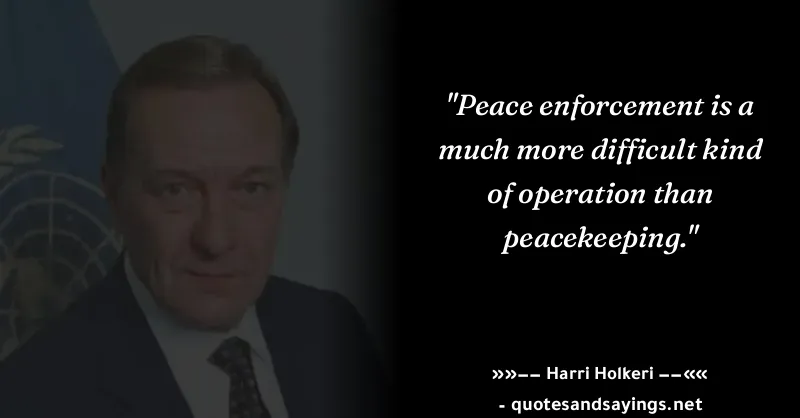 "Peace enforcement is a
much more difficult kind
of operation than
peacekeeping."
»»−− Harri Holkeri −−««
- quotesandsayings.net